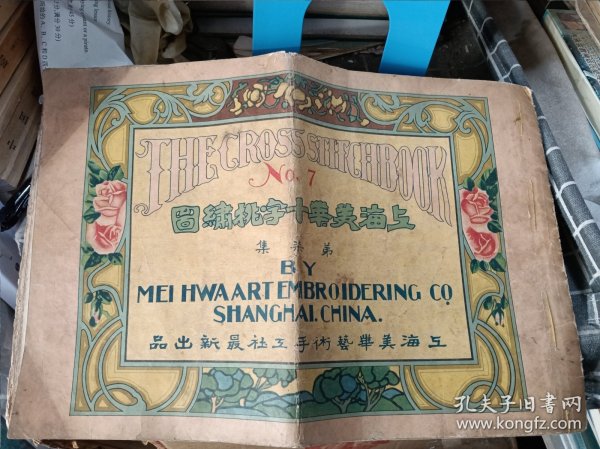 THE CROSS STITCH BOOK
No. 7
圖繡挑字十華美海上
集柒弟
BY
MEI HWA ART EMBROIDERING CO
SHANGHAI. CHINA.
品出新最社工手術藝華美海上
孔夫子旧书网
www.kongfz.com